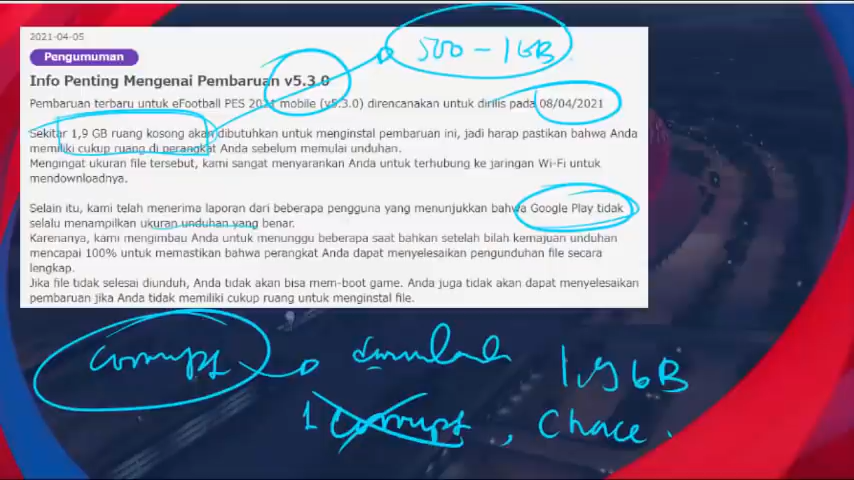 2021-04-05
500 - 1GB
Pengumuman
Info Penting Mengenai Pembaruan v5.3.0
Pembaruan terbaru untuk eFootball PES 2021 mobile (v5.3.0) direncanakan untuk dirilis pada 08/04/2021
Sekitar 1,9 GB ruang kosong akan dibutuhkan untuk menginstal pembaruan ini, jadi harap pastikan bahwa Anda
memiliki cukup ruang di perangkat Anda sebelum memulai unduhan.
Mengingat ukuran file tersebut, kami sangat menyarankan Anda untuk terhubung ke jaringan Wi-Fi untuk
mendownloadnya.
Selain itu, kami telah menerima laporan dari beberapa pengguna yang menunjukkan bahwa Google Play tidak
selalu menampilkan ukuran unduhan yang benar.
Karenanya, kami mengimbau Anda untuk menunggu beberapa saat bahkan setelah bilah kemajuan unduhan
mencapai 100% untuk memastikan bahwa perangkat Anda dapat menyelesaikan pengunduhan file secara
lengkap.
Jika file tidak selesai diunduh, Anda tidak akan bisa mem-boot game. Anda juga tidak akan dapat menyelesaikan
pembaruan jika Anda tidak memiliki cukup ruang untuk menginstal file.
corrupt 1,9 GB
1 corrupt, Chace.